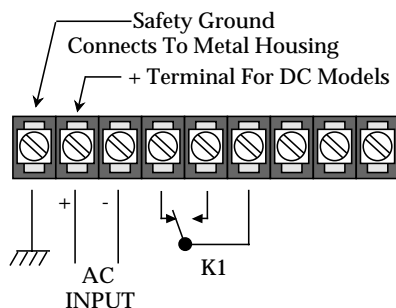 Safety Ground
Connects To Metal Housing
+ Terminal For DC Models
+ -
AC
INPUT
K1